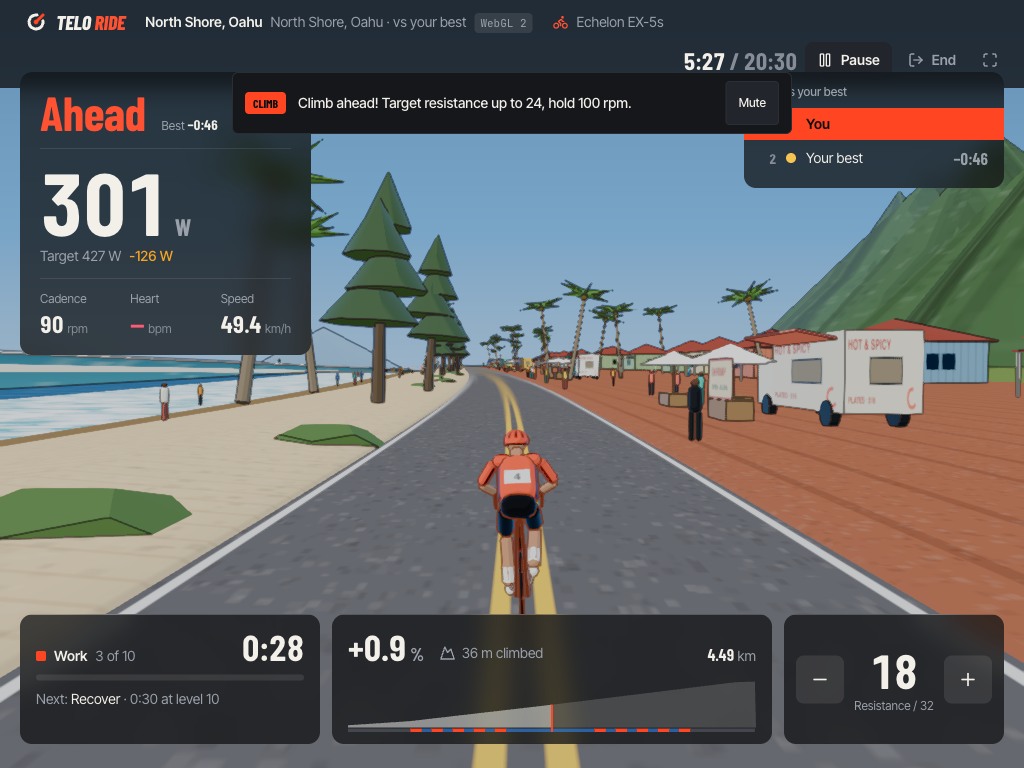 TELO RIDE North Shore, Oahu North Shore, Oahu · vs your best WebGL 2 Echelon EX-5s
5:27 / 20:30 Pause End
Ahead Best -0:46
CLIMB Climb ahead! Target resistance up to 24, hold 100 rpm. Mute
s your best
You
2 Your best -0:46
301 W
Target 427 W -126 W
Cadence Heart Speed
90 rpm – bpm 49.4 km/h
HOT & SPICY HOT & SPICY
4
Work 3 of 10 0:28
Next: Recover · 0:30 at level 10
+0.9 % 36 m climbed 4.49 km
− 18 +
Resistance / 32